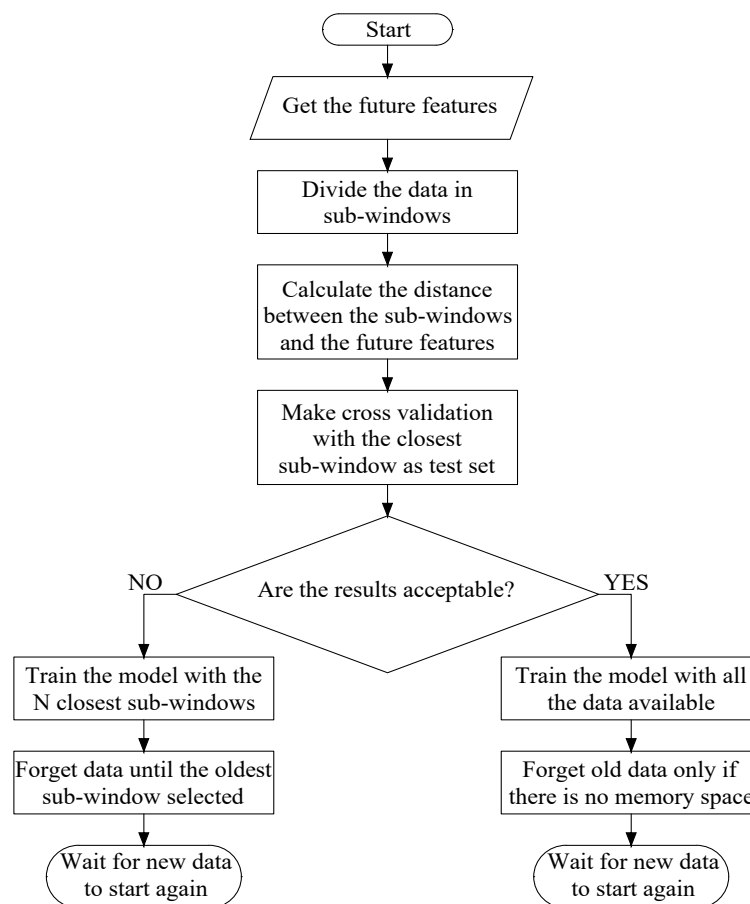 Start
Get the future features
Divide the data in
sub-windows
Calculate the distance
between the sub-windows
and the future features
Make cross validation
with the closest
sub-window as test set
Are the results acceptable?
NO
YES
Train the model with the
N closest sub-windows
Forget data until the oldest
sub-window selected
Wait for new data
to start again
Train the model with all
the data available
Forget old data only if
there is no memory space
Wait for new data
to start again